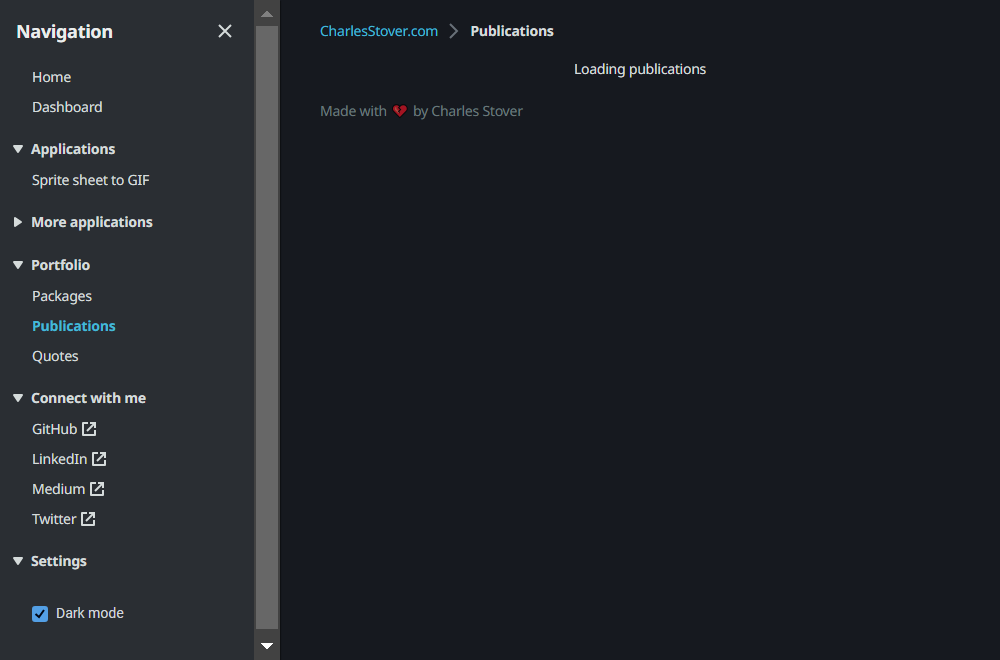 Navigation
Home
Dashboard
Applications
Sprite sheet to GIF
More applications
Portfolio
Packages
Publications
Quotes
Connect with me
GitHub
LinkedIn
Medium
Twitter
Settings
Dark mode
CharlesStover.com > Publications
Loading publications
Made with 💔 by Charles Stover